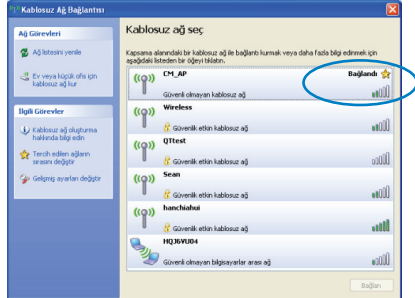 Kablosuz Ağ Bağlantısı
Ağ Görevleri
Ağ listesini yenile
Ev veya küçük ofis için
kablosuz ağ kur
İlgili Görevler
Kablosuz ağ oluşturma
hakkında bilgi edin
Tercih edilen ağların
sırasını değiştir
Gelişmiş ayarları değiştir
Kablosuz ağ seç
Kapsama alanındaki bir kablosuz ağ ile bağlantı kurmak veya daha fazla bilgi edinmek için
aşağıdaki listeden bir öğeyi tıklatın.
CM_AP Bağlandı
Güvenli olmayan kablosuz ağ
Wireless
Güvenlik etkin kablosuz ağ
QTtest
Güvenlik etkin kablosuz ağ
Sean
Güvenlik etkin kablosuz ağ
hanchiahui
Güvenlik etkin kablosuz ağ
HQJ6VU04
Güvenli olmayan bilgisayarlar arası ağ
Bağlan